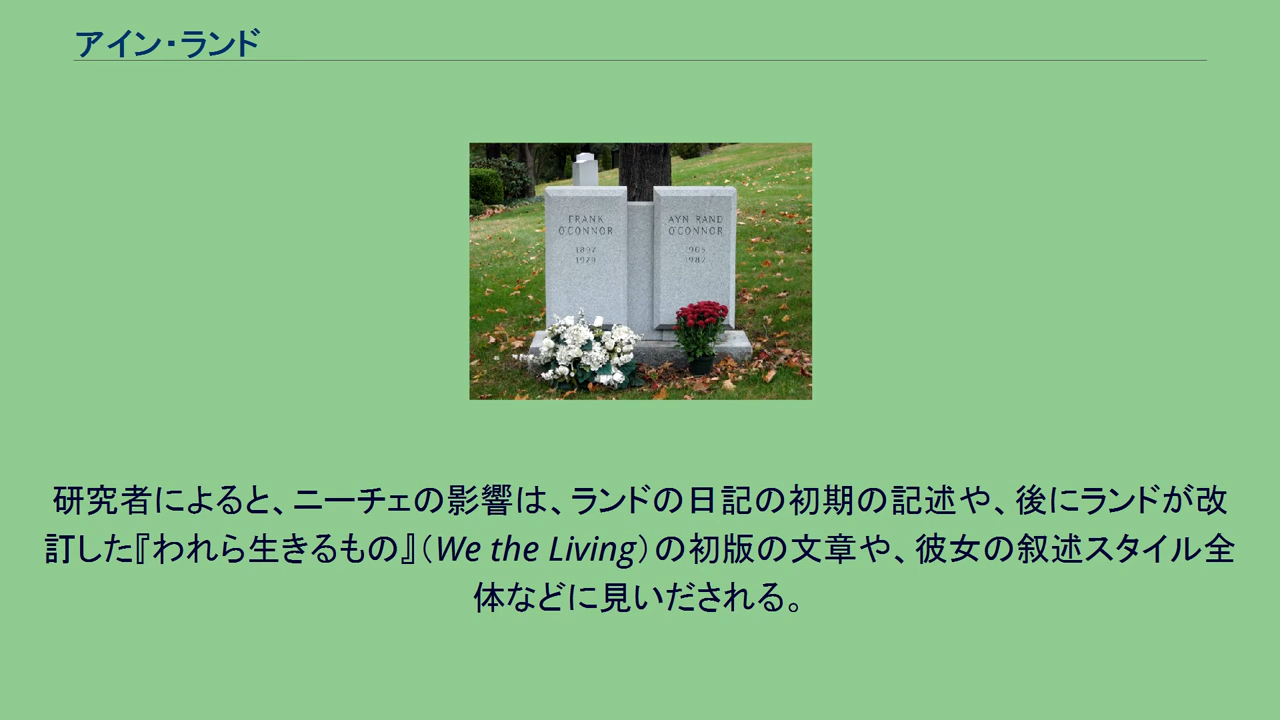 アイン・ランド
FRANK
O'CONNOR
1897
1979
AYN RAND
O'CONNOR
1905
1982
研究者によると、ニーチェの影響は、ランドの日記の初期の記述や、後にランドが改
訂した『われら生きるもの』（We the Living）の初版の文章や、彼女の叙述スタイル全
体などに見いだされる。